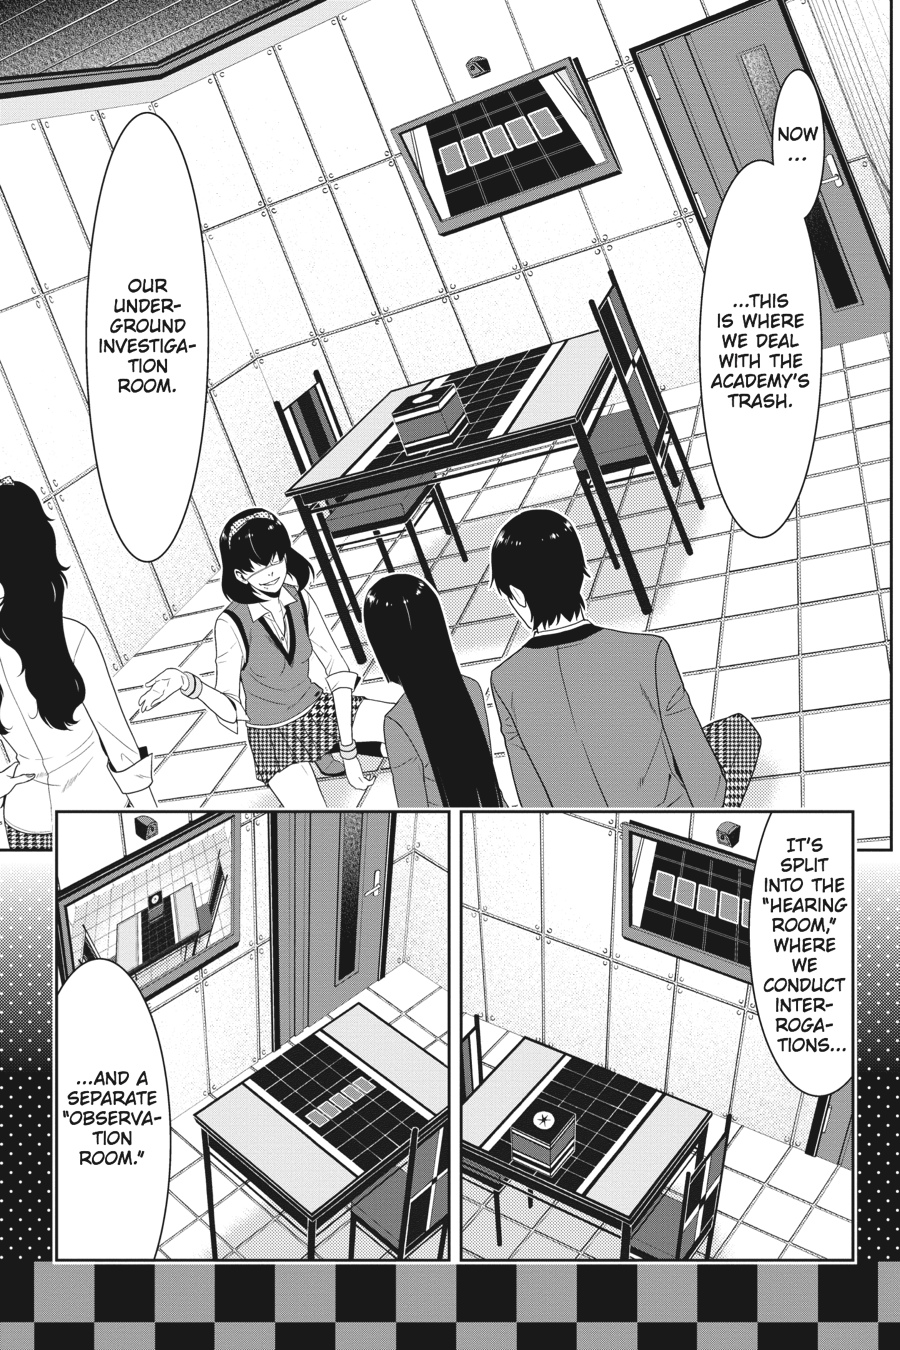 NOW
...
...THIS
IS WHERE
WE DEAL
WITH THE
ACADEMY'S
TRASH.
OUR
UNDER-
GROUND
INVESTIGA-
TION
ROOM.
IT'S
SPLIT
INTO THE
"HEARING
ROOM,"
WHERE
WE
CONDUCT
INTER-
ROGA-
TIONS...
...AND A
SEPARATE
"OBSERVA-
TION
ROOM."